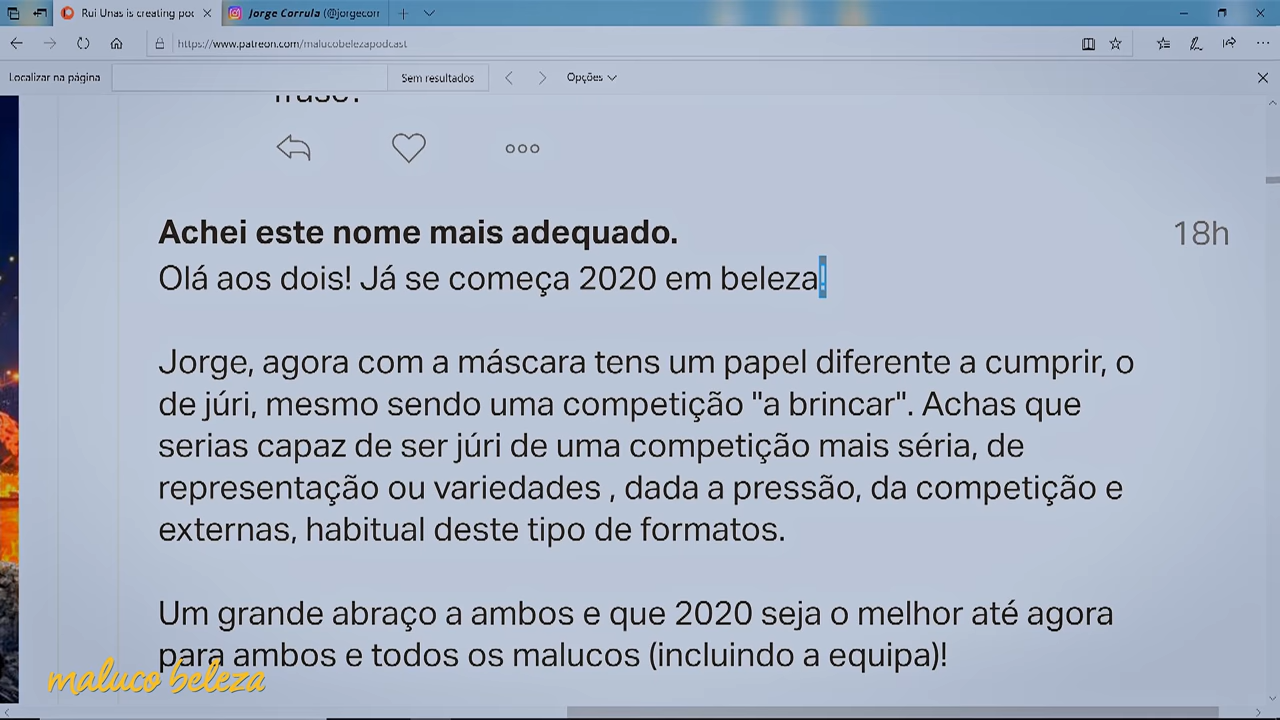 Rui Unas is creating poc
Jorge Corrula (@jorgecorr
https://www.patreon.com/malucobelezapodcast
Localizar na página
Sem resultados
Opções
frase?
Achei este nome mais adequado.
18h
Olá aos dois! Já se começa 2020 em beleza!
Jorge, agora com a máscara tens um papel diferente a cumprir, o
de júri, mesmo sendo uma competição "a brincar". Achas que
serias capaz de ser júri de uma competição mais séria, de
representação ou variedades , dada a pressão, da competição e
externas, habitual deste tipo de formatos.
Um grande abraço a ambos e que 2020 seja o melhor até agora
para ambos e todos os malucos (incluindo a equipa)!
maluco beleza